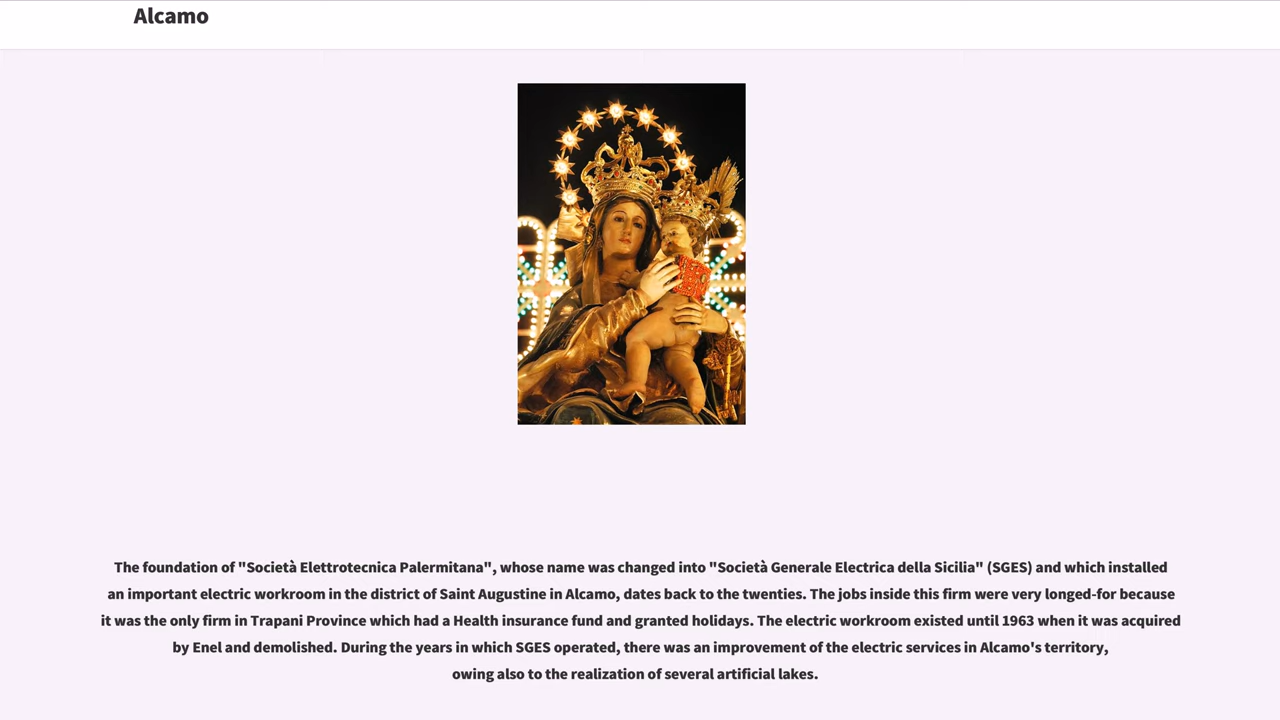 Alcamo
The foundation of "Società Elettrotecnica Palermitana", whose name was changed into "Società Generale Electrica della Sicilia" (SGES) and which installed
an important electric workroom in the district of Saint Augustine in Alcamo, dates back to the twenties. The jobs inside this firm were very longed-for because
it was the only firm in Trapani Province which had a Health insurance fund and granted holidays. The electric workroom existed until 1963 when it was acquired
by Enel and demolished. During the years in which SGES operated, there was an improvement of the electric services in Alcamo's territory,
owing also to the realization of several artificial lakes.